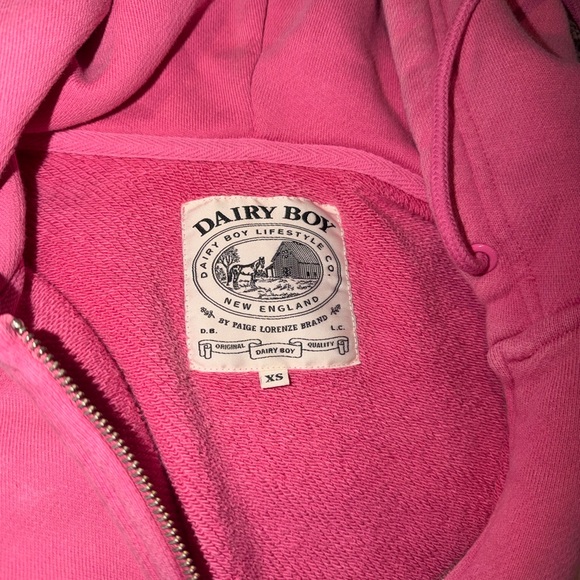 DAIRY BOY
DAIRY BOY LIFESTYLE CO.
NEW ENGLAND
BY PAIGE LORENZE BRAND
D.B. L.C.
ORIGINAL DAIRY BOY QUALITY
XS